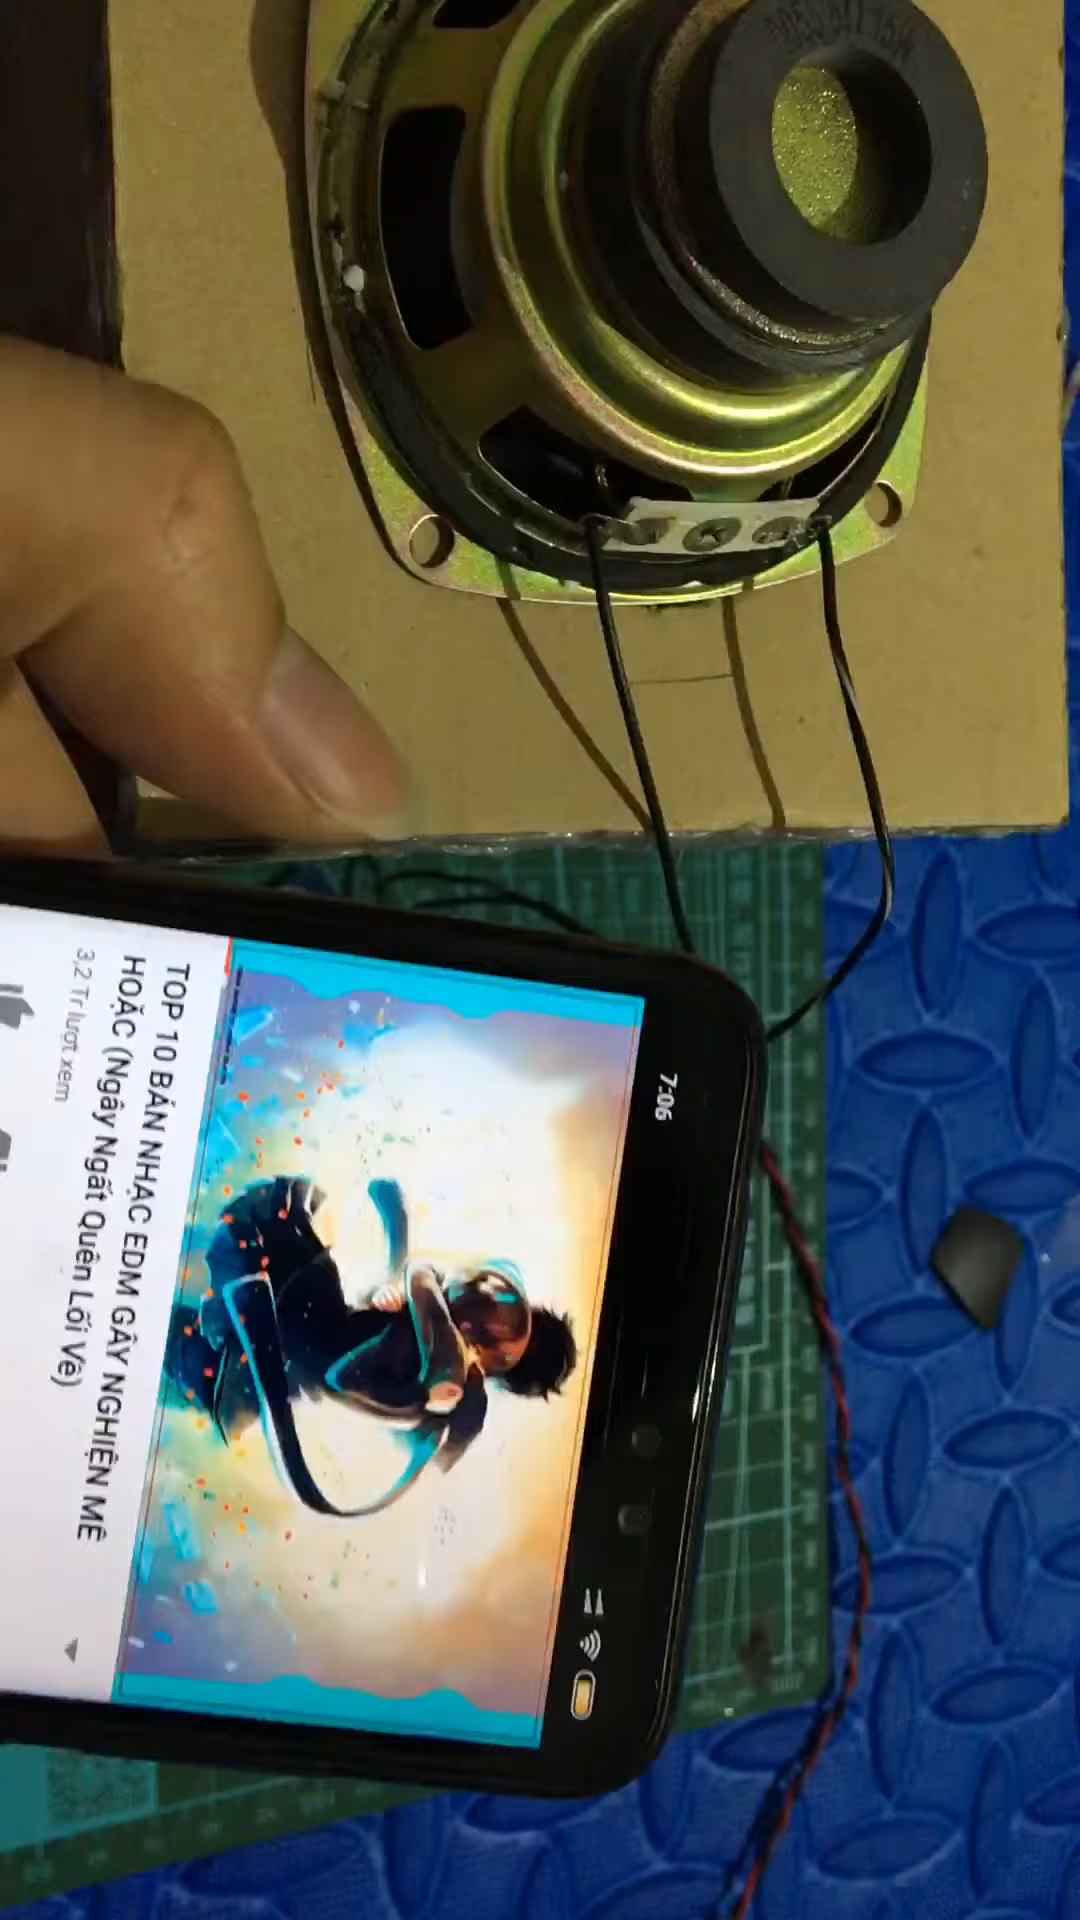 7:06
TOP 10 BẢN NHẠC EDM GÂY NGHIỆN MÊ
HOẶC (Ngây Ngất Quên Lối Về)
3,2 Tr lượt xem